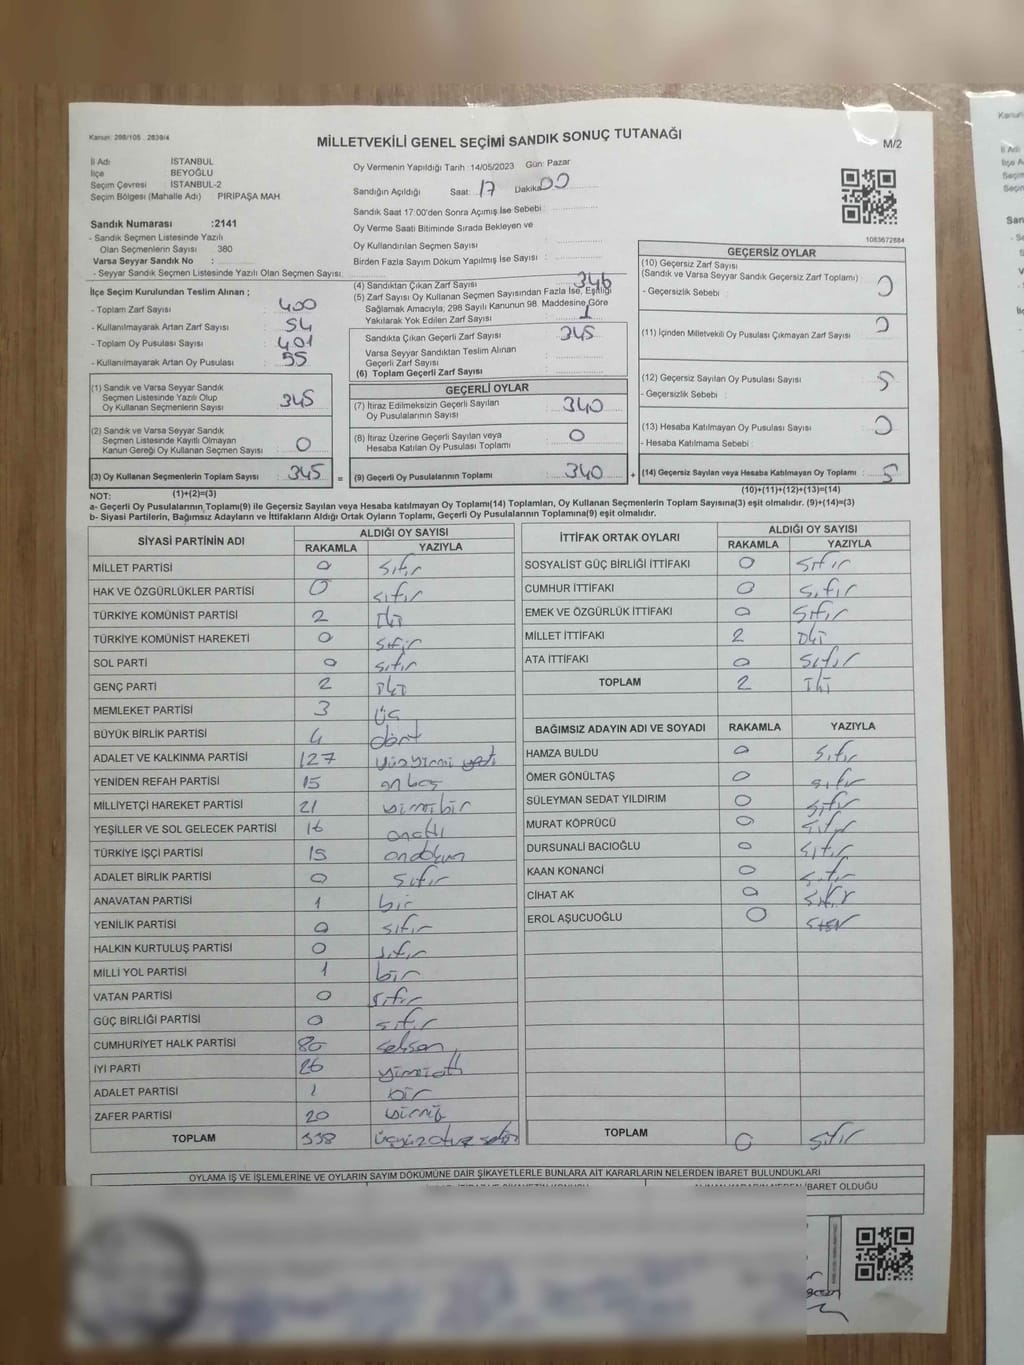 Kanun: 298/105 2839/4
MİLLETVEKİLİ GENEL SEÇİMİ SANDIK SONUÇ TUTANAĞI
M/2
İl Adı İSTANBUL
İlçe BEYOĞLU
Seçim Çevresi İSTANBUL-2
Seçim Bölgesi (Mahalle Adı) PİRİPAŞA MAH
Oy Vermenin Yapıldığı Tarih :14/05/2023 Gün: Pazar
Sandığın Açıldığı Saat: 17 Dakika 00
Sandık Saat 17:00'den Sonra Açılmış İse Sebebi :
Oy Verme Saati Bitiminde Sırada Bekleyen ve
Oy Kullandırılan Seçmen Sayısı
Birden Fazla Sayım Döküm Yapılmış İse Sayısı :
1083672884
Sandık Numarası :2141
- Sandık Seçmen Listesinde Yazılı
Olan Seçmenlerin Sayısı 380
Varsa Seyyar Sandık No :
- Seyyar Sandık Seçmen Listesinde Yazılı Olan Seçmen Sayısı:
İlçe Seçim Kurulundan Teslim Alınan ;
- Toplam Zarf Sayısı : 400
- Kullanılmayarak Artan Zarf Sayısı : 54
- Toplam Oy Pusulası Sayısı : 401
- Kullanılmayarak Artan Oy Pusulası : 55
(1) Sandık ve Varsa Seyyar Sandık
Seçmen Listesinde Yazılı Olup
Oy Kullanan Seçmenlerin Sayısı : 345
(2) Sandık ve Varsa Seyyar Sandık
Seçmen Listesinde Kayıtlı Olmayan
Kanun Gereği Oy Kullanan Seçmen Sayısı : 0
(3) Oy Kullanan Seçmenlerin Toplam Sayısı : 345
(1)+(2)=(3)
(4) Sandıktan Çıkan Zarf Sayısı : 346
(5) Zarf Sayısı Oy Kullanan Seçmen Sayısından Fazla İse, Eşitliği
Sağlamak Amacıyla; 298 Sayılı Kanunun 98. Maddesine Göre
Yakılarak Yok Edilen Zarf Sayısı : 1
Sandıkta Çıkan Geçerli Zarf Sayısı : 345
Varsa Seyyar Sandıktan Teslim Alınan
Geçerli Zarf Sayısı
(6) Toplam Geçerli Zarf Sayısı :
GEÇERLİ OYLAR
(7) İtiraz Edilmeksizin Geçerli Sayılan
Oy Pusulalarının Sayısı : 340
(8) İtiraz Üzerine Geçerli Sayılan veya
Hesaba Katılan Oy Pusulası Toplamı : 0
= (9) Geçerli Oy Pusulalarının Toplamı : 340
GEÇERSİZ OYLAR
(10) Geçersiz Zarf Sayısı
(Sandık ve Varsa Seyyar Sandık Geçersiz Zarf Toplamı) : 0
- Geçersizlik Sebebi :
(11) İçinden Milletvekili Oy Pusulası Çıkmayan Zarf Sayısı : 0
(12) Geçersiz Sayılan Oy Pusulası Sayısı : 5
- Geçersizlik Sebebi :
(13) Hesaba Katılmayan Oy Pusulası Sayısı : 0
- Hesaba Katılmama Sebebi :
+ (14) Geçersiz Sayılan veya Hesaba Katılmayan Oy Toplamı : 5
(10)+(11)+(12)+(13)=(14)
NOT:
a- Geçerli Oy Pusulalarının Toplamı(9) ile Geçersiz Sayılan veya Hesaba katılmayan Oy Toplamı(14) Toplamları, Oy Kullanan Seçmenlerin Toplam Sayısına(3) eşit olmalıdır. (9)+(14)=(3)
b- Siyasi Partilerin, Bağımsız Adayların ve İttifakların Aldığı Ortak Oyların Toplamı, Geçerli Oy Pusulalarının Toplamına(9) eşit olmalıdır.
SİYASİ PARTİNİN ADI ALDIĞI OY SAYISI
RAKAMLA YAZIYLA
MİLLET PARTİSİ 0 sıfır
HAK VE ÖZGÜRLÜKLER PARTİSİ 0 sıfır
TÜRKİYE KOMÜNİST PARTİSİ 2 İki
TÜRKİYE KOMÜNİST HAREKETİ 0 sıfır
SOL PARTİ 0 sıfır
GENÇ PARTİ 2 İki
MEMLEKET PARTİSİ 3 üç
BÜYÜK BİRLİK PARTİSİ 4 dört
ADALET VE KALKINMA PARTİSİ 127 yüzyirmi yedi
YENİDEN REFAH PARTİSİ 15 onbeş
MİLLİYETÇİ HAREKET PARTİSİ 21 yirmibir
YEŞİLLER VE SOL GELECEK PARTİSİ 16 onaltı
TÜRKİYE İŞÇİ PARTİSİ
ADALET BİRLİK PARTİSİ 0 sıfır
ANAVATAN PARTİSİ 1 bir
YENİLİK PARTİSİ 0 sıfır
HALKIN KURTULUŞ PARTİSİ 0 sıfır
MİLLİ YOL PARTİSİ 1 bir
VATAN PARTİSİ 0 sıfır
GÜÇ BİRLİĞİ PARTİSİ 0 sıfır
CUMHURİYET HALK PARTİSİ 80 seksen
İYİ PARTİ 26 yirmialtı
ADALET PARTİSİ 1 bir
ZAFER PARTİSİ 20 yirmi
TOPLAM 338 üçyüzotuz sekiz
İTTİFAK ORTAK OYLARI ALDIĞI OY SAYISI
RAKAMLA YAZIYLA
SOSYALİST GÜÇ BİRLİĞİ İTTİFAKI 0 sıfır
CUMHUR İTTİFAKI 0 sıfır
EMEK VE ÖZGÜRLÜK İTTİFAKI 0 sıfır
MİLLET İTTİFAKI 2 İki
ATA İTTİFAKI 0 sıfır
TOPLAM 2 İki
BAĞIMSIZ ADAYIN ADI VE SOYADI RAKAMLA YAZIYLA
HAMZA BULDU 0 sıfır
ÖMER GÖNÜLTAŞ 0 sıfır
SÜLEYMAN SEDAT YILDIRIM 0 sıfır
MURAT KÖPRÜCÜ 0 sıfır
DURSUNALİ BACIOĞLU 0 sıfır
KAAN KONANCİ 0 sıfır
CİHAT AK 0 sıfır
EROL AŞUCUOĞLU 0 sıfır
TOPLAM 0 sıfır
OYLAMA İŞ VE İŞLEMLERİNE VE OYLARIN SAYIM DÖKÜMÜNE DAİR ŞİKAYETLERLE BUNLARA AİT KARARLARIN NELERDEN İBARET BULUNDUKLARI
İBARET OLDUĞU